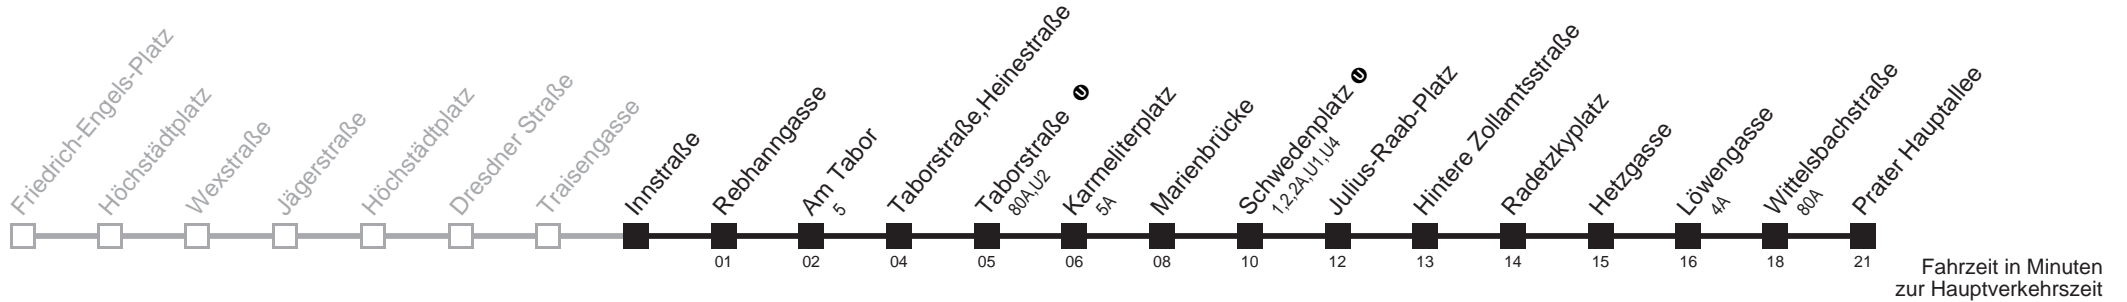 Friedrich-Engels-Platz
Höchstädtplatz
Wexstraße
Jägerstraße
Höchstädtplatz
Dresdner Straße
Traisengasse
Innstraße
Rebhanngasse
01
Am Tabor
5
02
Taborstraße,Heinestraße
04
Taborstraße U
80A,U2
05
Karmeliterplatz
5A
06
Marienbrücke
08
Schwedenplatz U
1,2,2A,U1,U4
10
Julius-Raab-Platz
12
Hintere Zollamtsstraße
13
Radetzkyplatz
14
Hetzgasse
15
Löwengasse
4A
16
Wittelsbachstraße
80A
18
Prater Hauptallee
21
Fahrzeit in Minuten
zur Hauptverkehrszeit